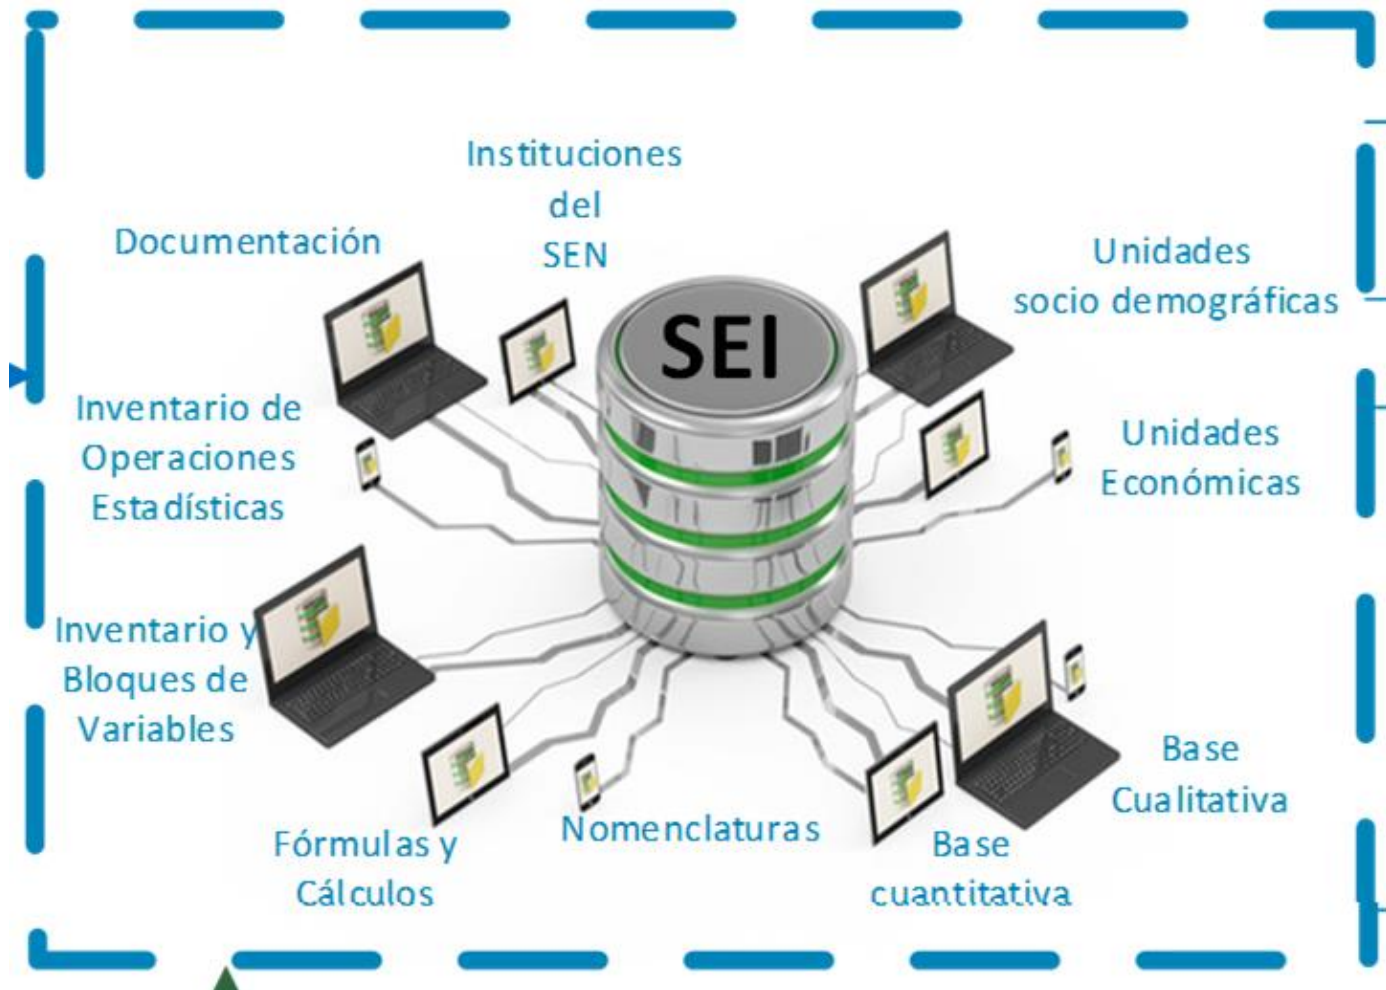 Instituciones
del
SEN
Documentación
SEI
Unidades
socio demográficas
Inventario de
Operaciones
Estadísticas
Unidades
Económicas
Inventario y
Bloques de
Variables
Base
Cualitativa
Fórmulas y
Cálculos
Nomenclaturas
Base
cuantitativa